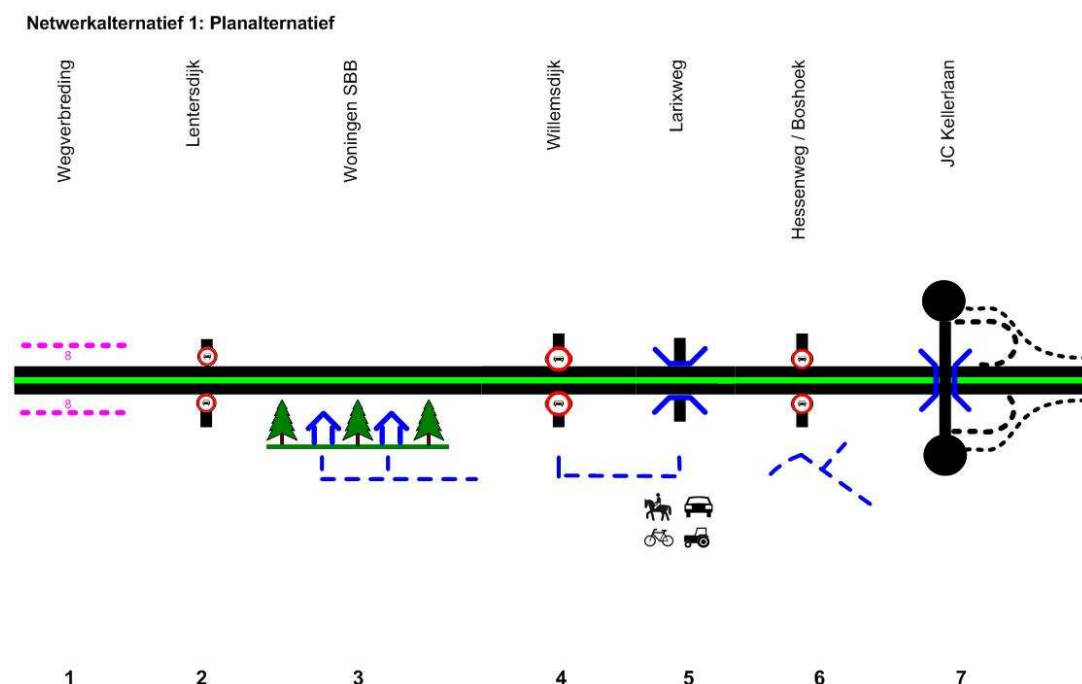 Netwerkalternatief 1: Planalternatief
Wegverbreding
Lentersdijk
Woningen SBB
Willemsdijk
Larixweg
Hessenweg / Boshoek
JC Kellerlaan
8
8
1 2 3 4 5 6 7